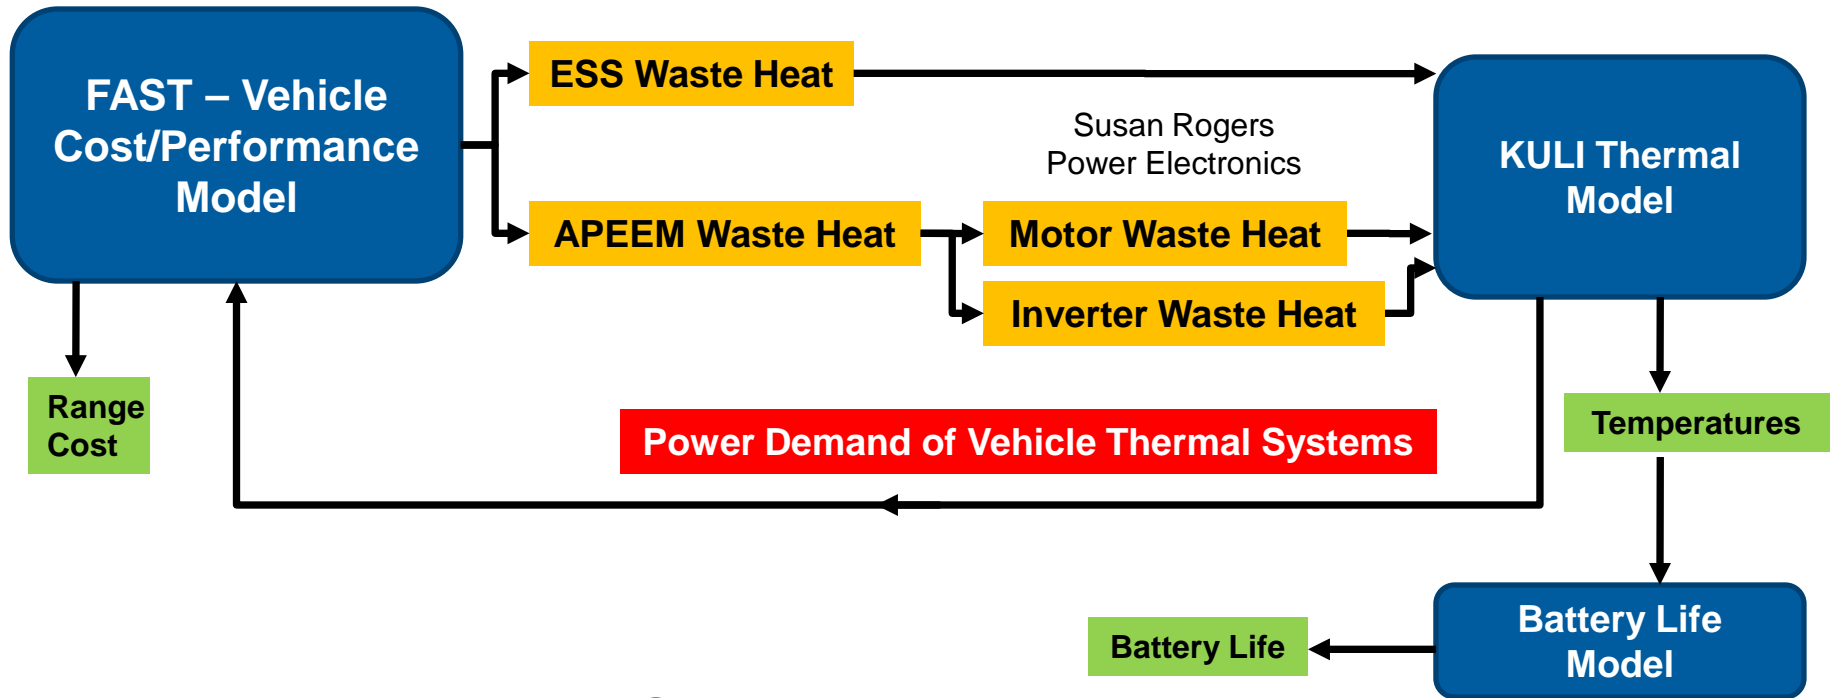 FAST – Vehicle
Cost/Performance
Model
ESS Waste Heat
Susan Rogers
Power Electronics
KULI Thermal
Model
APEEM Waste Heat
Motor Waste Heat
Inverter Waste Heat
Range
Cost
Power Demand of Vehicle Thermal Systems
Temperatures
Battery Life
Model
Battery Life